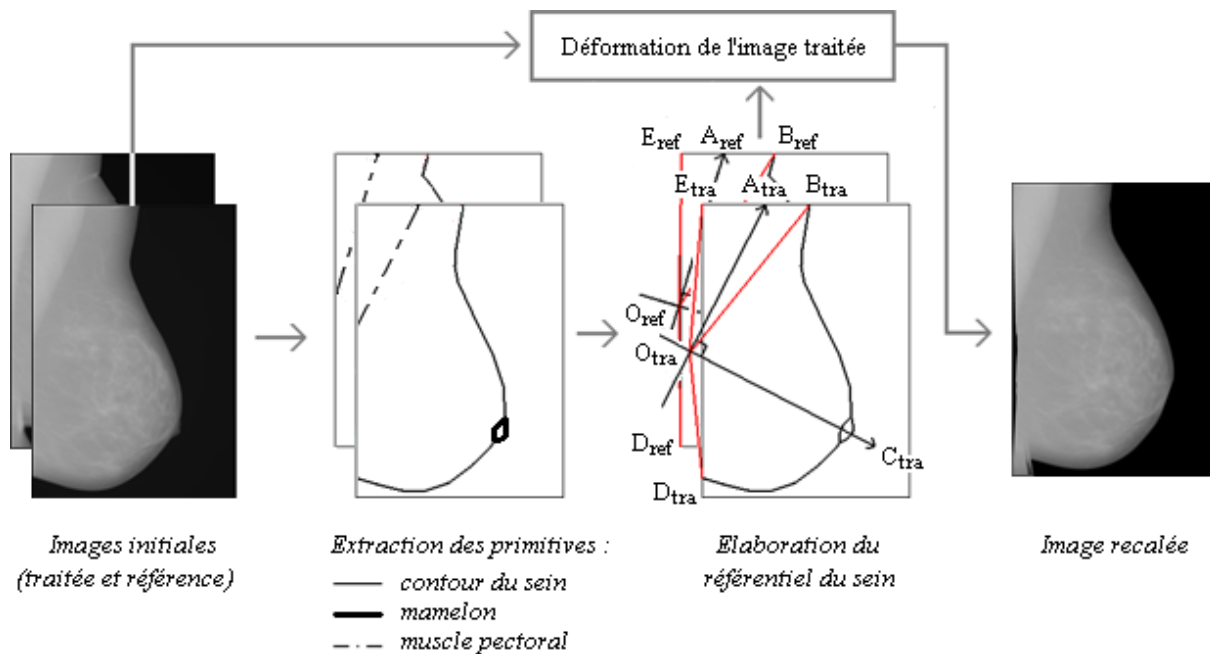 Déformation de l'image traitée
Eref Aref Bref
Etra Atra Btra
Oref
Otra
Dref
Ctra
Dtra
Images initiales
(traitée et référence)
Extraction des primitives :
contour du sein
mamelon
muscle pectoral
Elaboration du
référentiel du sein
Image recalée